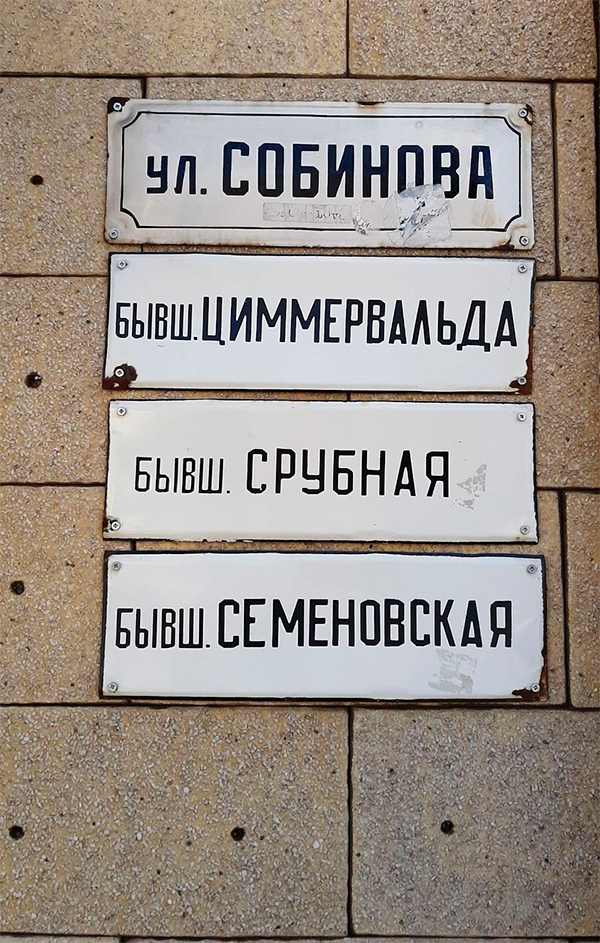 ул. СОБИНОВА
БЫВШ. ЦИММЕРВАЛЬДА
БЫВШ. СРУБНАЯ
БЫВШ. СЕМЕНОВСКАЯ